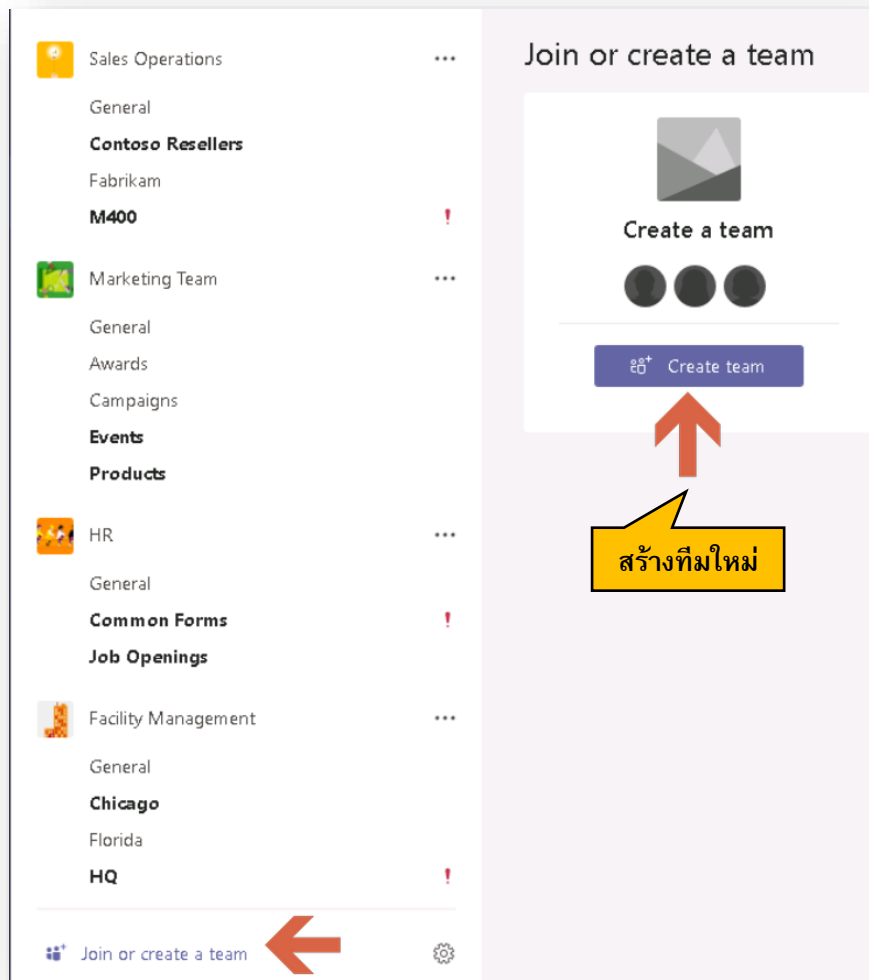 Sales Operations ...
General
Contoso Resellers
Fabrikam
M400 !
Marketing Team ...
General
Awards
Campaigns
Events
Products
HR ...
General
Common Forms !
Job Openings
Facility Management ...
General
Chicago
Florida
HQ !
Join or create a team
Join or create a team
Create a team
Create team
สร้างทีมใหม่